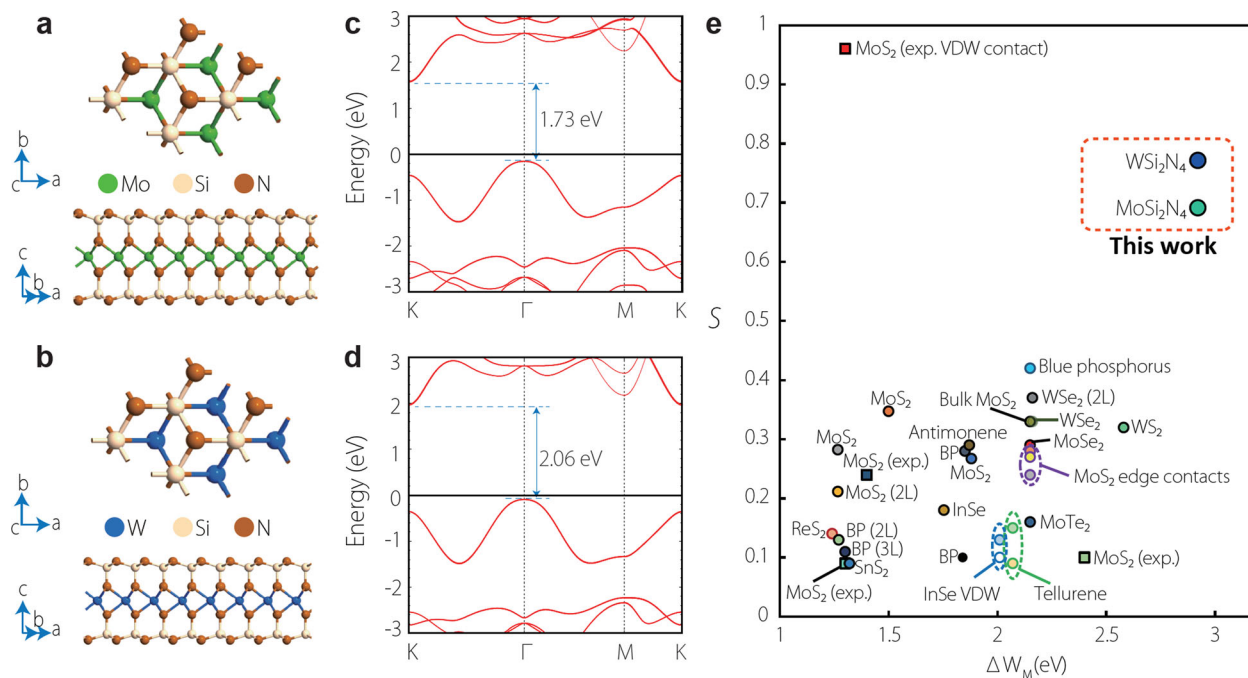 a
b
c
a
Mo
Si
N
c
b
a
b
b
c
a
W
Si
N
c
b
a
c
Energy (eV)
3
2
1
0
-1
-2
-3
1.73 eV
K
Γ
M
K
d
Energy (eV)
3
2
1
0
-1
-2
-3
2.06 eV
K
Γ
M
K
e
S
1
0.9
0.8
0.7
0.6
0.5
0.4
0.3
0.2
0.1
0
MoS₂ (exp. VDW contact)
WSi₂N₄
MoSi₂N₄
This work
Blue phosphorus
WSe₂ (2L)
MoS₂
Bulk MoS₂
WSe₂
WS₂
Antimonene
MoSe₂
MoS₂
BP
MoS₂
MoS₂ (exp.)
MoS₂ edge contacts
MoS₂ (2L)
InSe
MoTe₂
ReS₂
BP (2L)
BP (3L)
BP
MoS₂ (exp.)
SnS₂
MoS₂ (exp.)
InSe VDW
Tellurene
1
1.5
2
2.5
3
ΔW_M(eV)